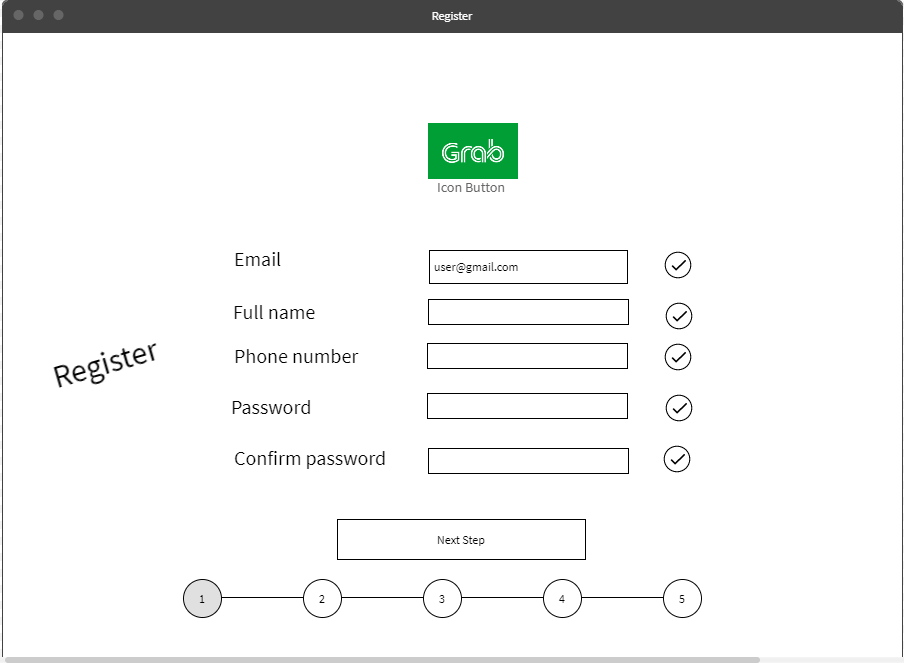 Register
Grab
Icon Button
Email
user@gmail.com
Full name
Phone number
Register
Password
Confirm password
Next Step
1
2
3
4
5